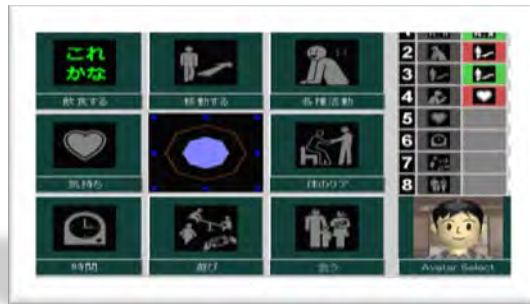 これ
かな
飲食する
移動する
各種活動
気持ち
体のケア
時間
遊び
会う
2
3
4
5
6
7
8
Avatar Select